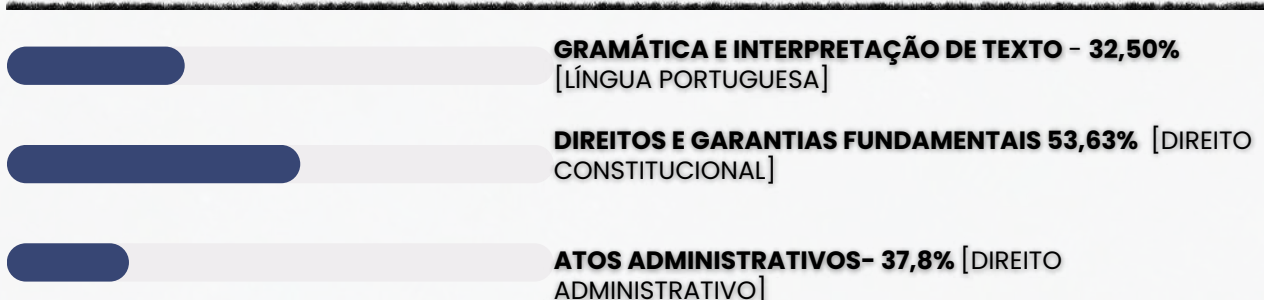 GRAMÁTICA E INTERPRETAÇÃO DE TEXTO - 32,50%
[LÍNGUA PORTUGUESA]
DIREITOS E GARANTIAS FUNDAMENTAIS 53,63% [DIREITO
CONSTITUCIONAL]
ATOS ADMINISTRATIVOS- 37,8% [DIREITO
ADMINISTRATIVO]